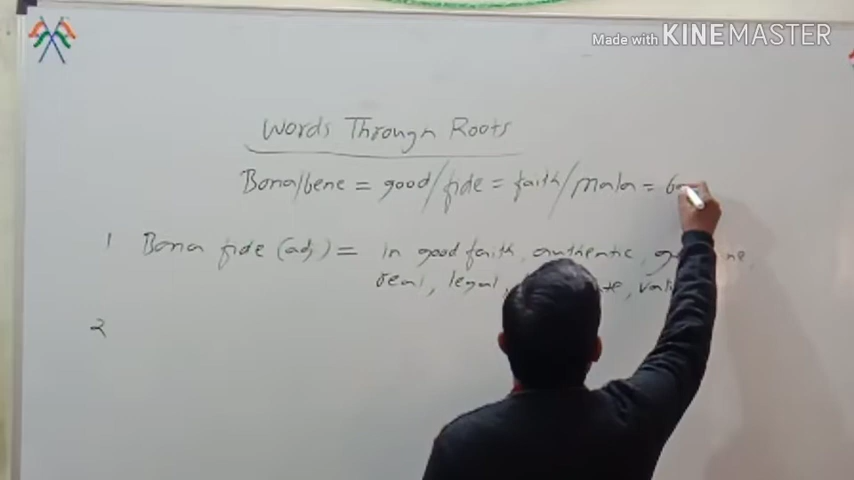 Made with KINEMASTER
Words Through Roots
Bona/bene = good/fide = faith/mala =
1 Bona fide (adj) = in good faith, authentic,
real, legal,
2